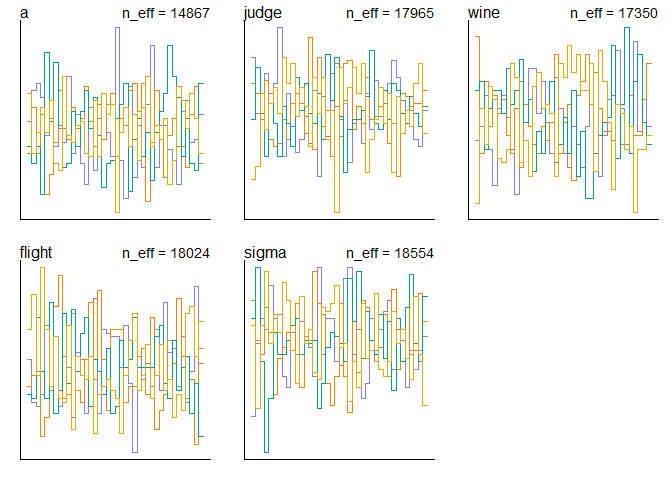 a n_eff = 14867
judge n_eff = 17965
wine n_eff = 17350
flight n_eff = 18024
sigma n_eff = 18554